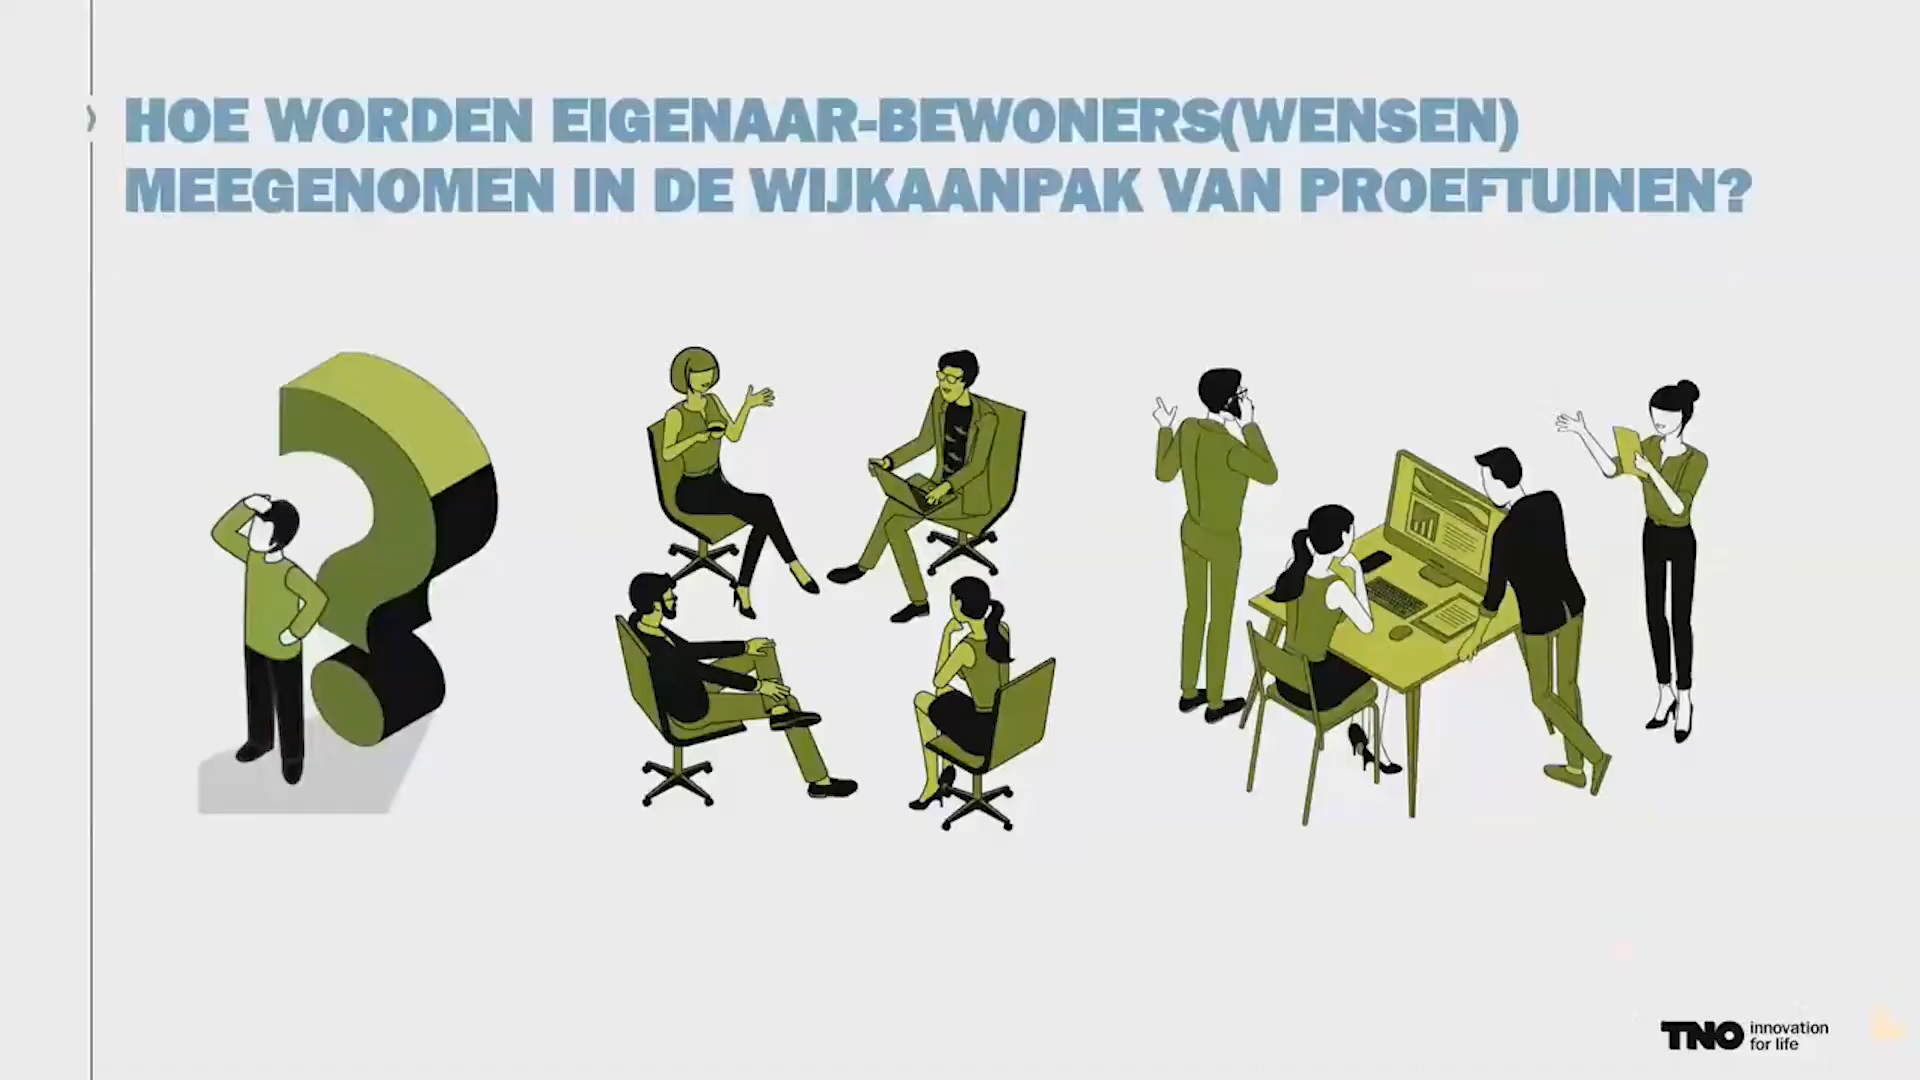 HOE WORDEN EIGENAAR-BEWONERS(WENSEN)
MEEGENOMEN IN DE WIJKAANPAK VAN PROEFTUINEN?
TNO innovation
for life